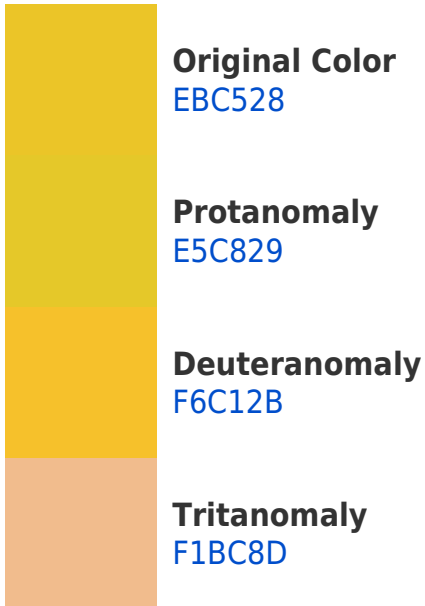 Original Color
EBC528
Protanomaly
E5C829
Deuteranomaly
F6C12B
Tritanomaly
F1BC8D